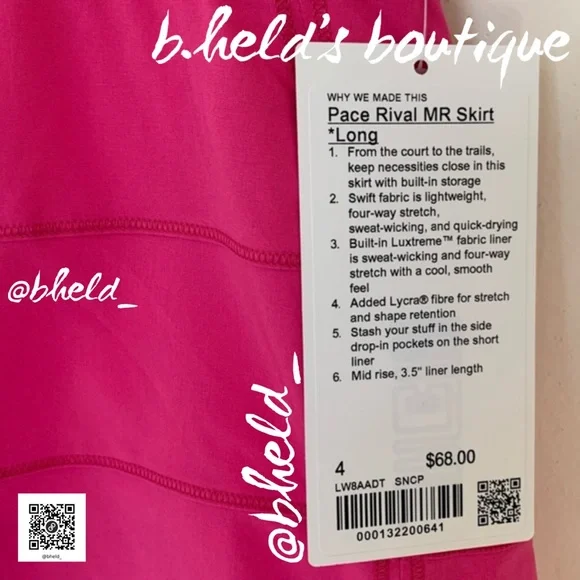 b.held's boutique
WHY WE MADE THIS
Pace Rival MR Skirt
*Long
1. From the court to the trails,
keep necessities close in this
skirt with built-in storage
2. Swift fabric is lightweight,
four-way stretch,
sweat-wicking, and quick-drying
3. Built-in Luxtreme™ fabric liner
is sweat-wicking and four-way
stretch with a cool, smooth
feel
4. Added Lycra® fibre for stretch
and shape retention
5. Stash your stuff in the side
drop-in pockets on the short
liner
6. Mid rise, 3.5" liner length
4 $68.00
LW8AADT SNCP
000132200641
@bheld_
@bheld_
@bheld_